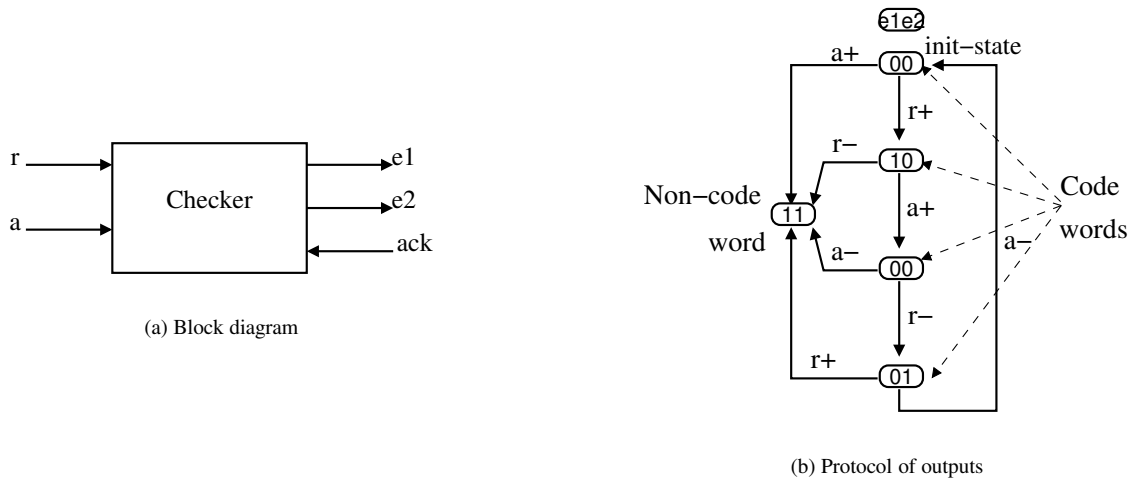 r
a
Checker
e1
e2
ack
(a) Block diagram
e1e2
init−state
00
a+
r+
r−
10
Non−code
word
11
a+
Code
words
a−
a−
00
r−
r+
01
(b) Protocol of outputs